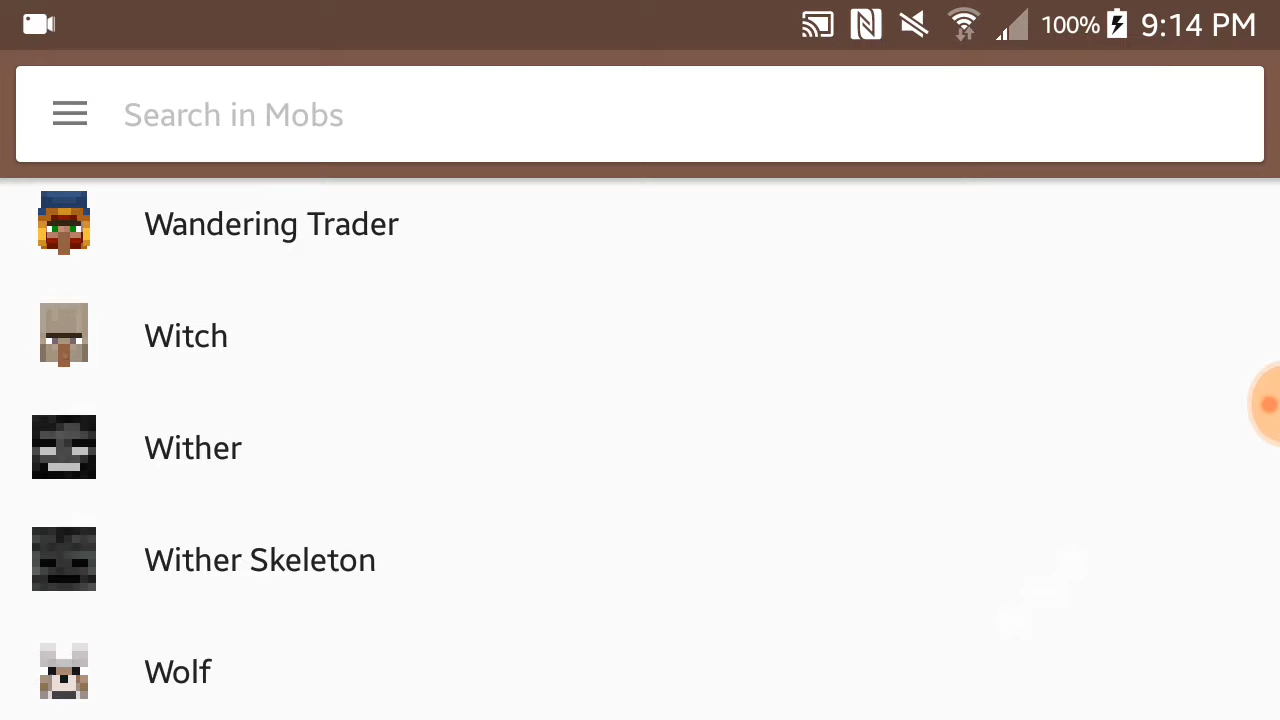 100% 9:14 PM
Search in Mobs
Wandering Trader
Witch
Wither
Wither Skeleton
Wolf